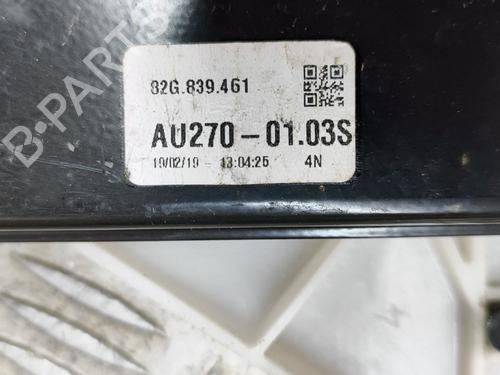 B-PARTS
82G.839.461
AU270-01.03S
19/02/19 - 13:04:25 4N